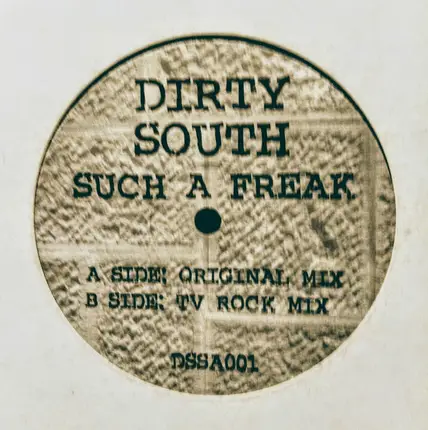 DIRTY
SOUTH
SUCH A FREAK
A SIDE: ORIGINAL MIX
B SIDE: TV ROCK MIX
DSSA001